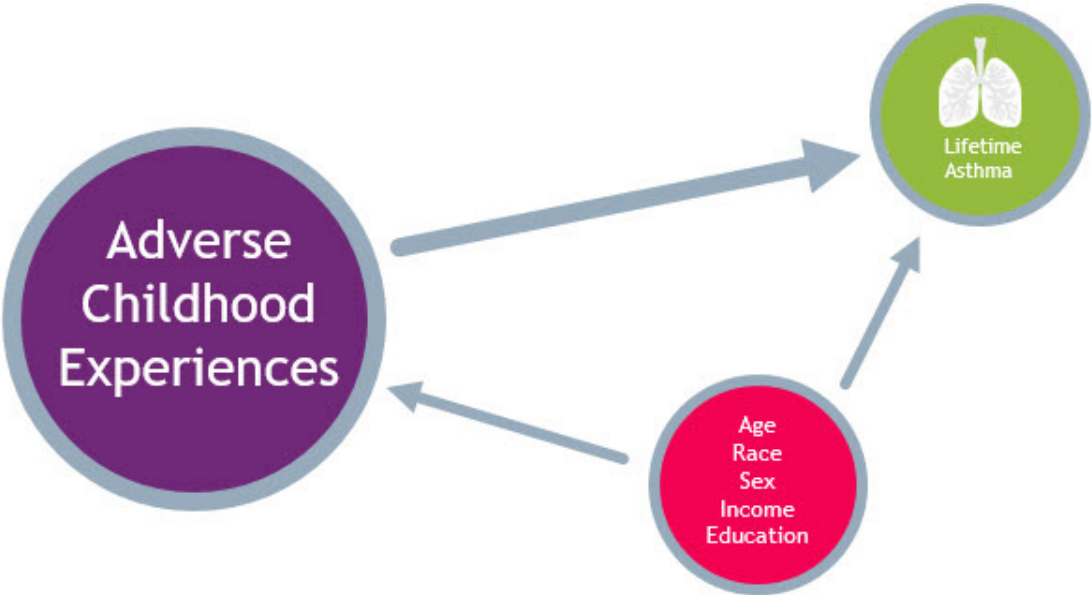 Adverse
Childhood
Experiences
Lifetime
Asthma
Age
Race
Sex
Income
Education